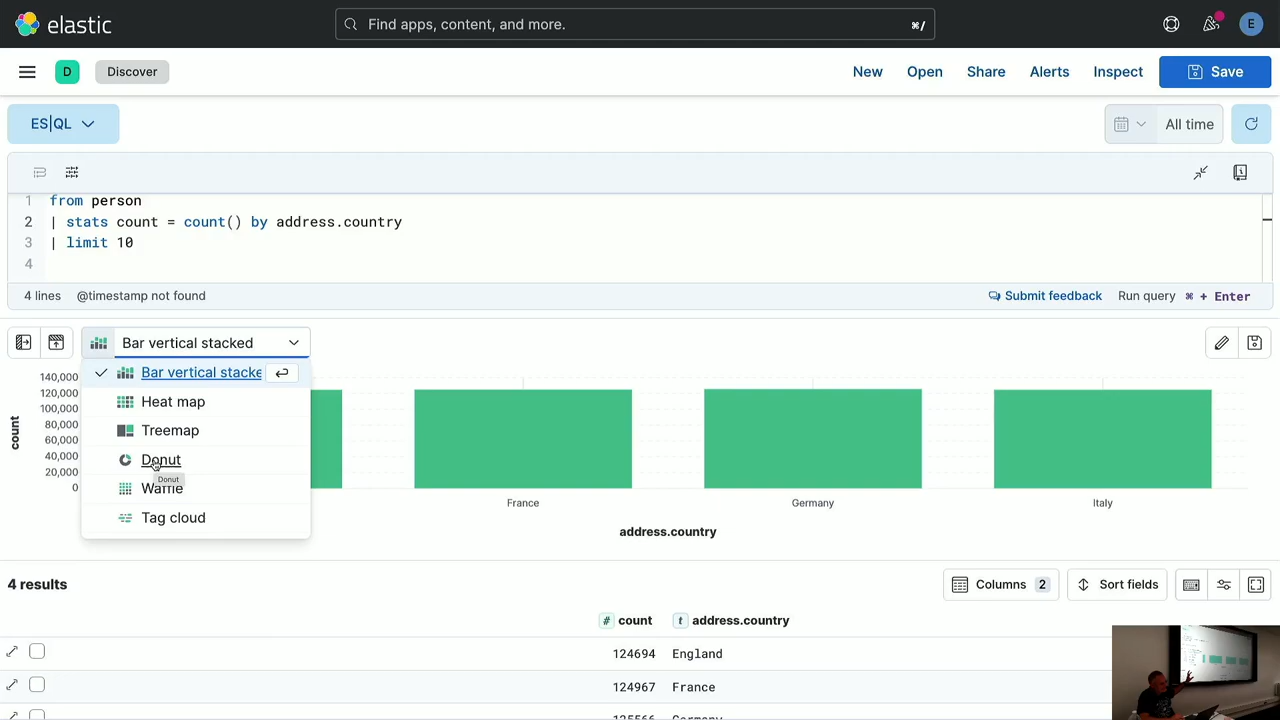 elastic
Find apps, content, and more.
⌘/
E
D
Discover
New
Open
Share
Alerts
Inspect
Save
ES|QL
All time
1 from person
2 | stats count = count() by address.country
3 | limit 10
4
4 lines
@timestamp not found
Submit feedback
Run query ⌘ + Enter
Bar vertical stacked
Bar vertical stacke
Heat map
Treemap
Donut
Donut
Waffle
Tag cloud
140,000
120,000
100,000
80,000
60,000
40,000
20,000
0
count
France
Germany
Italy
address.country
4 results
Columns 2
Sort fields
# count
t address.country
124694 England
124967 France
125566 Germany